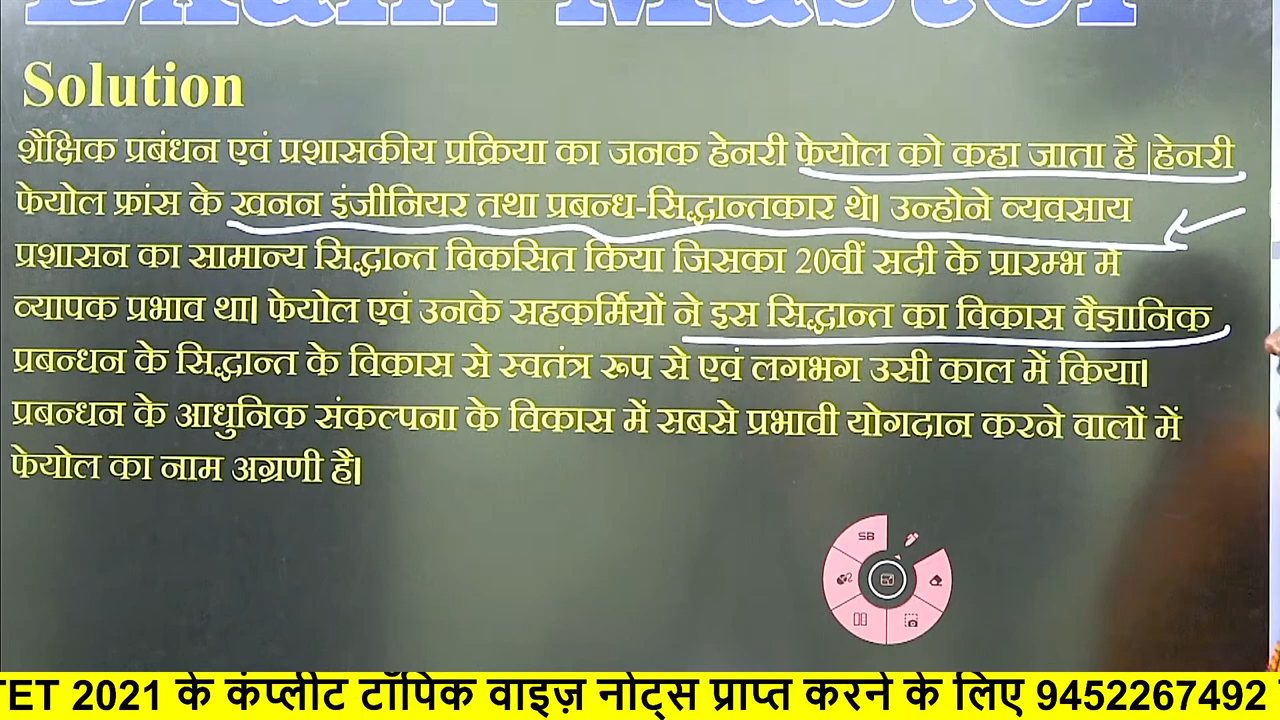 Exam Master
Solution
शैक्षिक प्रबंधन एवं प्रशासकीय प्रक्रिया का जनक हेनरी फेयोल को कहा जाता है |हेनरी
फेयोल फ्रांस के खनन इंजीनियर तथा प्रबन्ध-सिद्धान्तकार थे। उन्होने व्यवसाय
प्रशासन का सामान्य सिद्धान्त विकसित किया जिसका 20वीं सदी के प्रारम्भ में
व्यापक प्रभाव था। फेयोल एवं उनके सहकर्मियों ने इस सिद्धान्त का विकास वैज्ञानिक
प्रबन्धन के सिद्धान्त के विकास से स्वतंत्र रूप से एवं लगभग उसी काल में किया।
प्रबन्धन के आधुनिक संकल्पना के विकास में सबसे प्रभावी योगदान करने वालों में
फेयोल का नाम अग्रणी है।
SB
TET 2021 के कंप्लीट टॉपिक वाइज़ नोट्स प्राप्त करने के लिए 9452267492